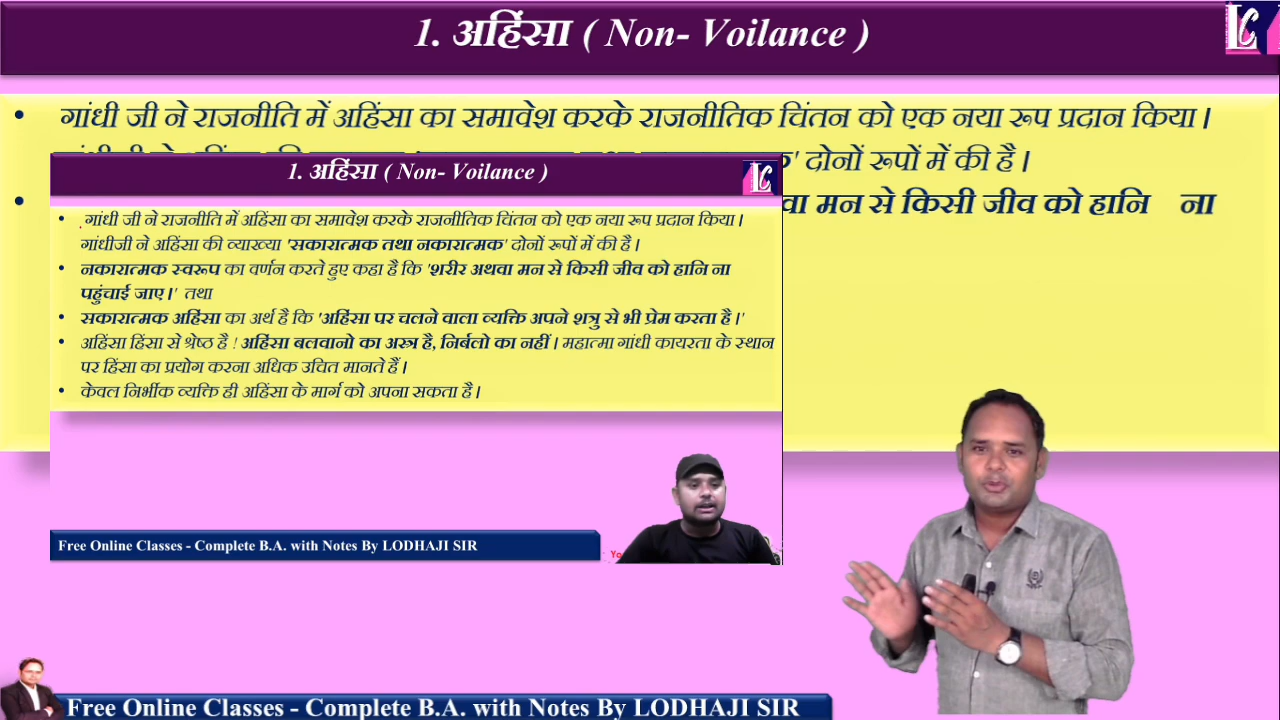 1. अहिंसा ( Non- Voilance )
LC
• गांधी जी ने राजनीति में अहिंसा का समावेश करके राजनीतिक चिंतन को एक नया रूप प्रदान किया ।
दोनों रूपों में की है ।
• मन से किसी जीव को हानि ना
1. अहिंसा ( Non- Voilance )
LC
• गांधी जी ने राजनीति में अहिंसा का समावेश करके राजनीतिक चिंतन को एक नया रूप प्रदान किया ।
गांधीजी ने अहिंसा की व्याख्या 'सकारात्मक तथा नकारात्मक' दोनों रूपों में की है ।
• नकारात्मक स्वरूप का वर्णन करते हुए कहा है कि 'शरीर अथवा मन से किसी जीव को हानि ना
पहुंचाई जाए ।' तथा
• सकारात्मक अहिंसा का अर्थ है कि 'अहिंसा पर चलने वाला व्यक्ति अपने शत्रु से भी प्रेम करता है ।'
• अहिंसा हिंसा से श्रेष्ठ है ! अहिंसा बलवानो का अस्त्र है, निर्बलो का नहीं । महात्मा गांधी कायरता के स्थान
पर हिंसा का प्रयोग करना अधिक उचित मानते हैं ।
• केवल निर्भीक व्यक्ति ही अहिंसा के मार्ग को अपना सकता है ।
Free Online Classes - Complete B.A. with Notes By LODHAJI SIR
Free Online Classes - Complete B.A. with Notes By LODHAJI SIR